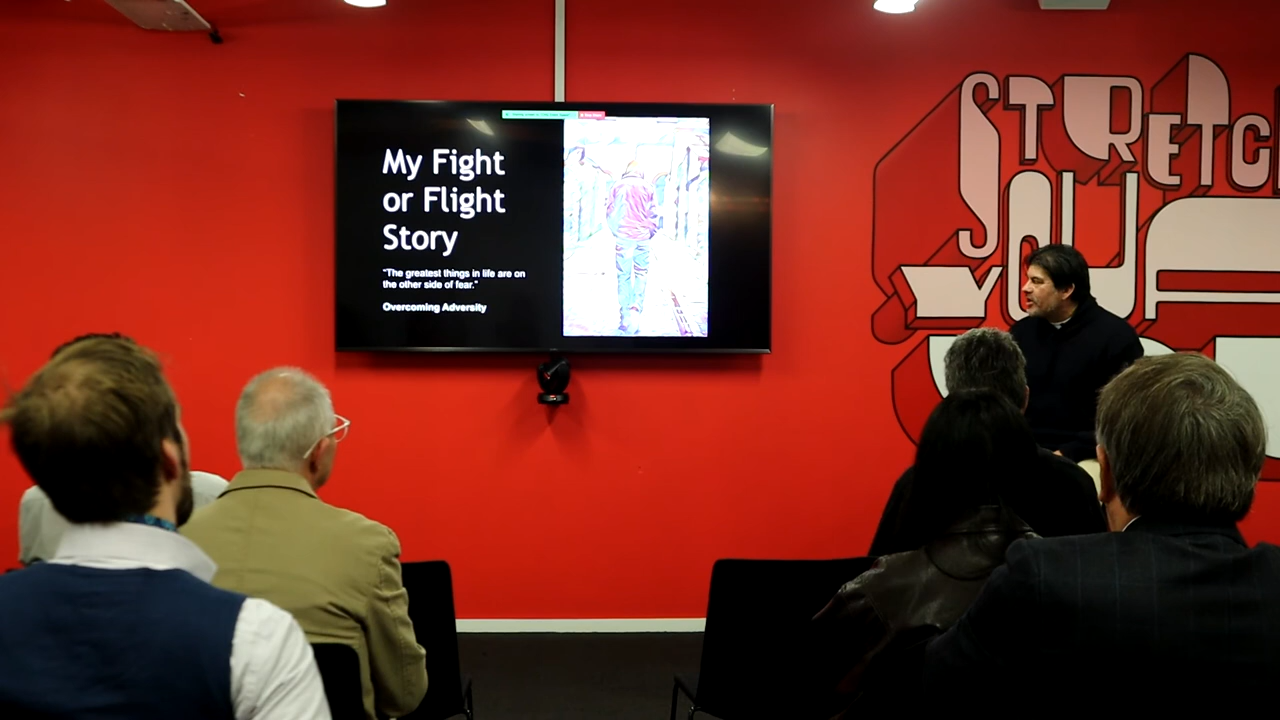 My Fight
or Flight
Story
"The greatest things in life are on
the other side of fear."
Overcoming Adversity
STRETCH
YOU